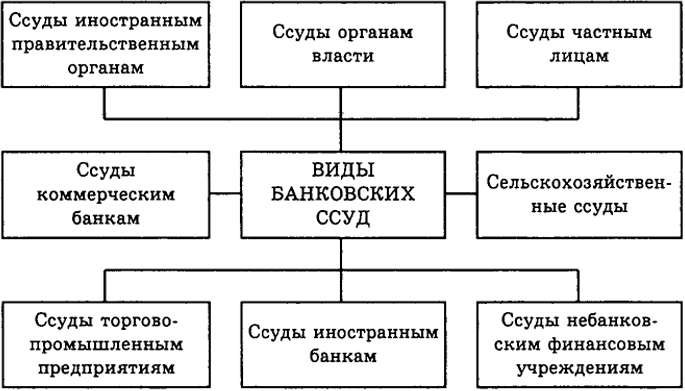 Ссуды иностранным
правительственным
органам
Ссуды органам
власти
Ссуды частным
лицам
Ссуды
коммерческим
банкам
ВИДЫ
БАНКОВСКИХ
ССУД
Сельскохозяйствен-
ные ссуды
Ссуды торгово-
промышленным
предприятиям
Ссуды иностранным
банкам
Ссуды небанков-
ским финансовым
учреждениям